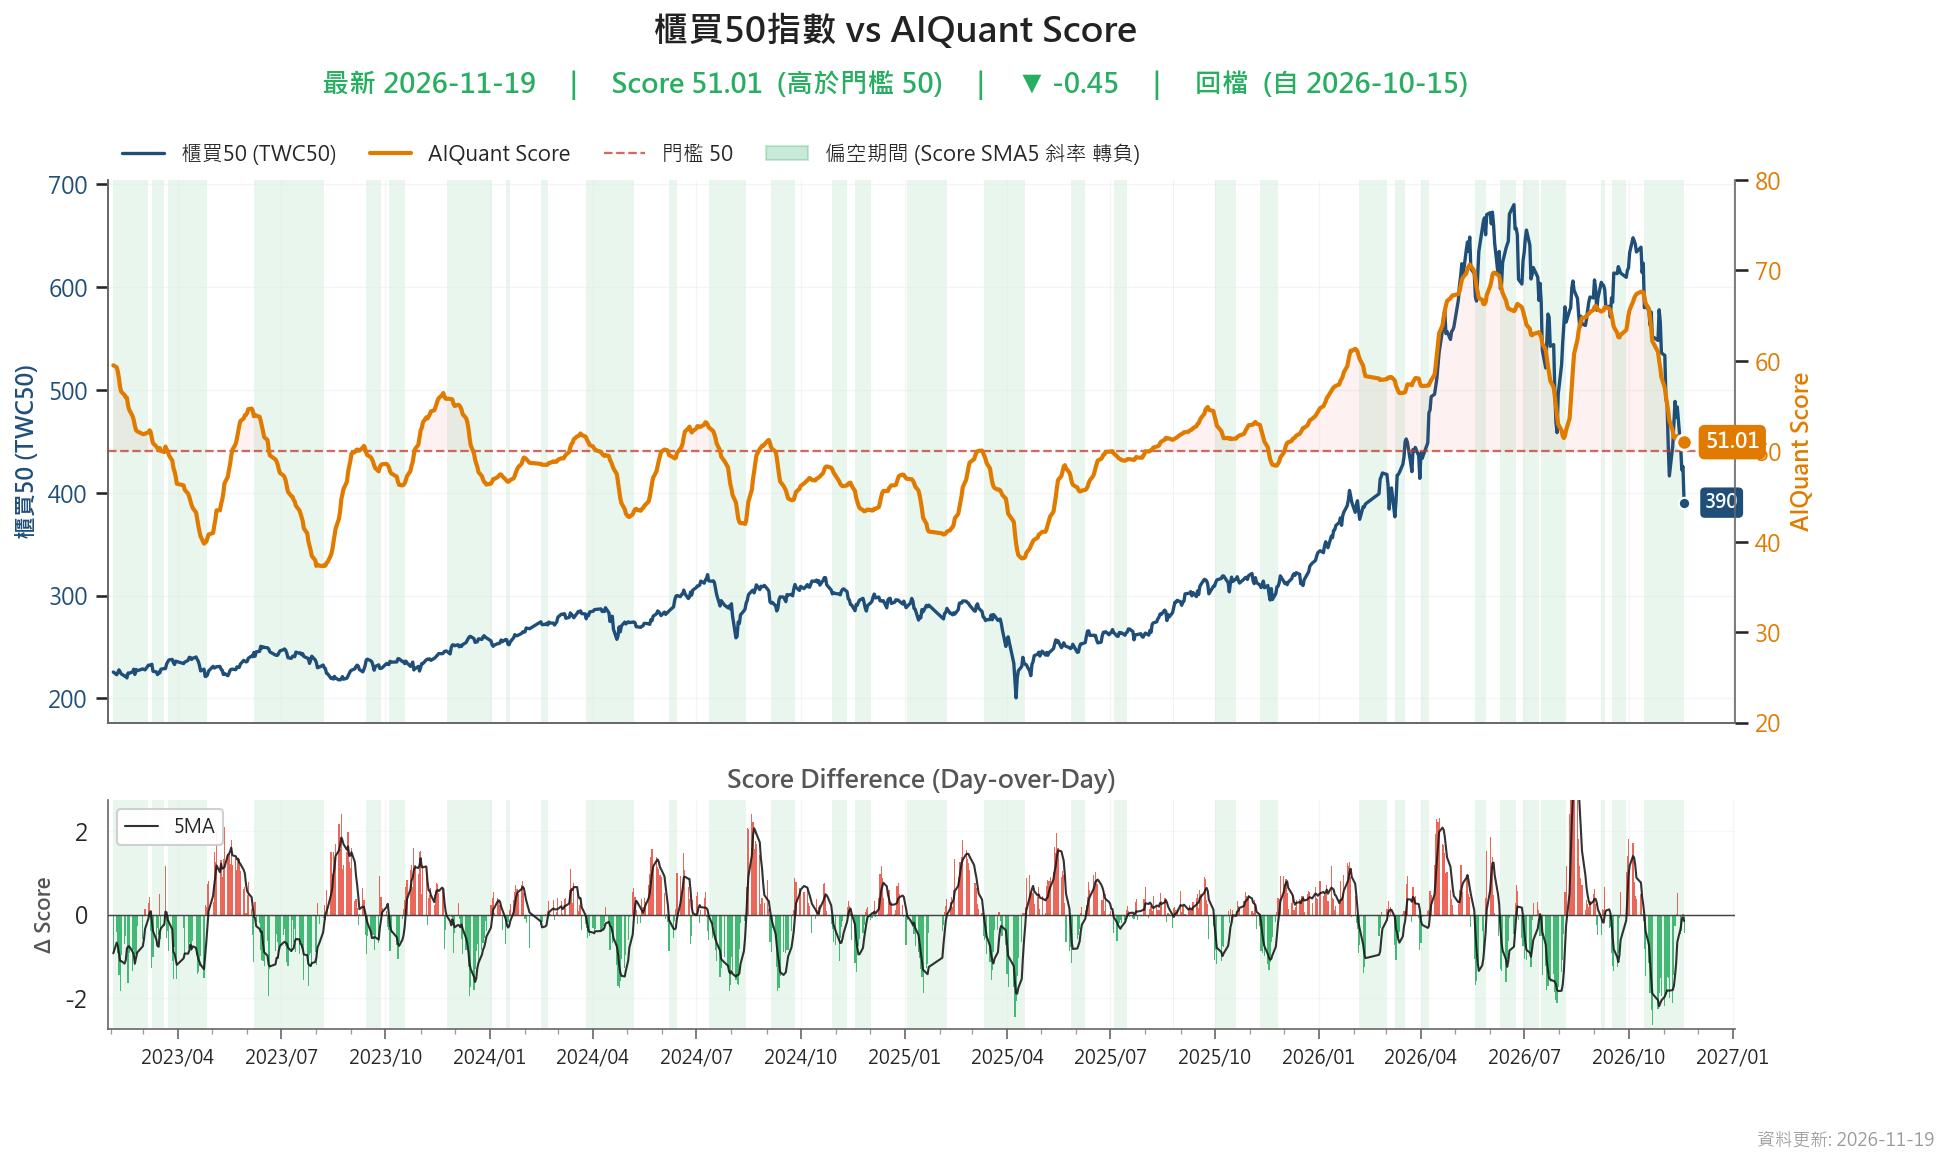 櫃買50指數 vs AIQuant Score
最新 2026-11-19 | Score 51.01 (高於門檻 50) | ▼ -0.45 | 回檔 (自 2026-10-15)
櫃買50 (TWC50) AIQuant Score 門檻 50 偏空期間 (Score SMA5 斜率 轉負)
700
600
500
400
300
200
櫃買50 (TWC50)
80
70
60
50
40
30
20
AIQuant Score
51.01
390
Score Difference (Day-over-Day)
5MA
2
0
-2
Δ Score
2023/04 2023/07 2023/10 2024/01 2024/04 2024/07 2024/10 2025/01 2025/04 2025/07 2025/10 2026/01 2026/04 2026/07 2026/10 2027/01
資料更新: 2026-11-19